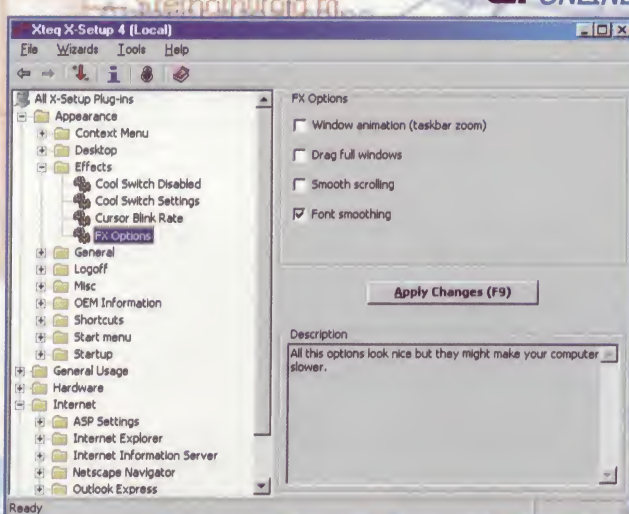 ONLINE
Xteq X-Setup 4 (Local)
File Wizards Tools Help
All X-Setup Plug-ins
Appearance
Context Menu
Desktop
Effects
Cool Switch Disabled
Cool Switch Settings
Cursor Blink Rate
FX Options
General
Logoff
Misc
OEM Information
Shortcuts
Start menu
Startup
General Usage
Hardware
Internet
ASP Settings
Internet Explorer
Internet Information Server
Netscape Navigator
Outlook Express
FX Options
Window animation (taskbar zoom)
Drag full windows
Smooth scrolling
Font smoothing
Apply Changes (F9)
Description
All this options look nice but they might make your computer
slower.
Ready